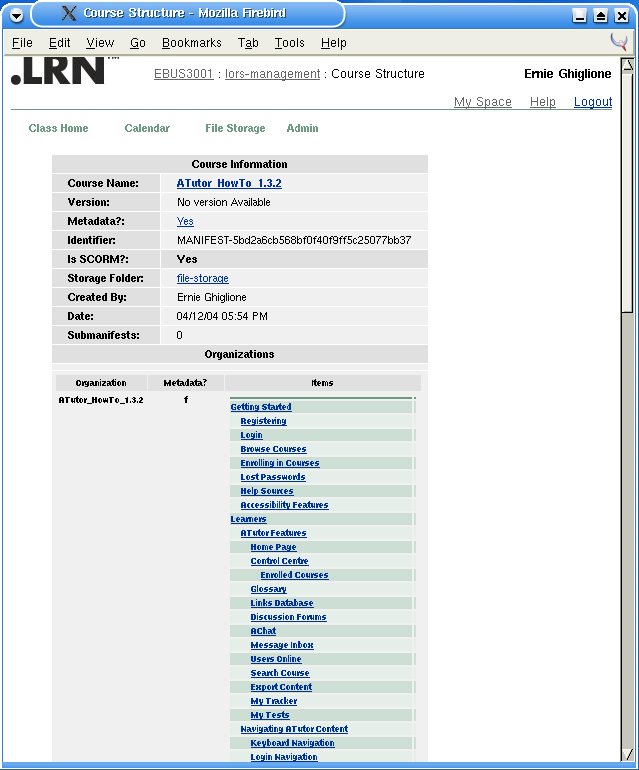 Course Structure - Mozilla Firebird
File Edit View Go Bookmarks Tab Tools Help
.LRN™ EBUS3001 : lors-management : Course Structure Ernie Ghiglione
My Space Help Logout
Class Home Calendar File Storage Admin
Course Information
Course Name: ATutor_HowTo_1.3.2
Version: No version Available
Metadata?: Yes
Identifier: MANIFEST-5bd2a6cb568bf0f40f9ff5c25077bb37
Is SCORM?: Yes
Storage Folder: file-storage
Created By: Ernie Ghiglione
Date: 04/12/04 05:54 PM
Submanifests: 0
Organizations
Organization Metadata? Items
ATutor_HowTo_1.3.2 f
Getting Started
Registering
Login
Browse Courses
Enrolling in Courses
Lost Passwords
Help Sources
Accessibility Features
Learners
ATutor Features
Home Page
Control Centre
Enrolled Courses
Glossary
Links Database
Discussion Forums
AChat
Message Inbox
Users Online
Search Course
Export Content
My Tracker
My Tests
Navigating ATutor Content
Keyboard Navigation
Login Navigation